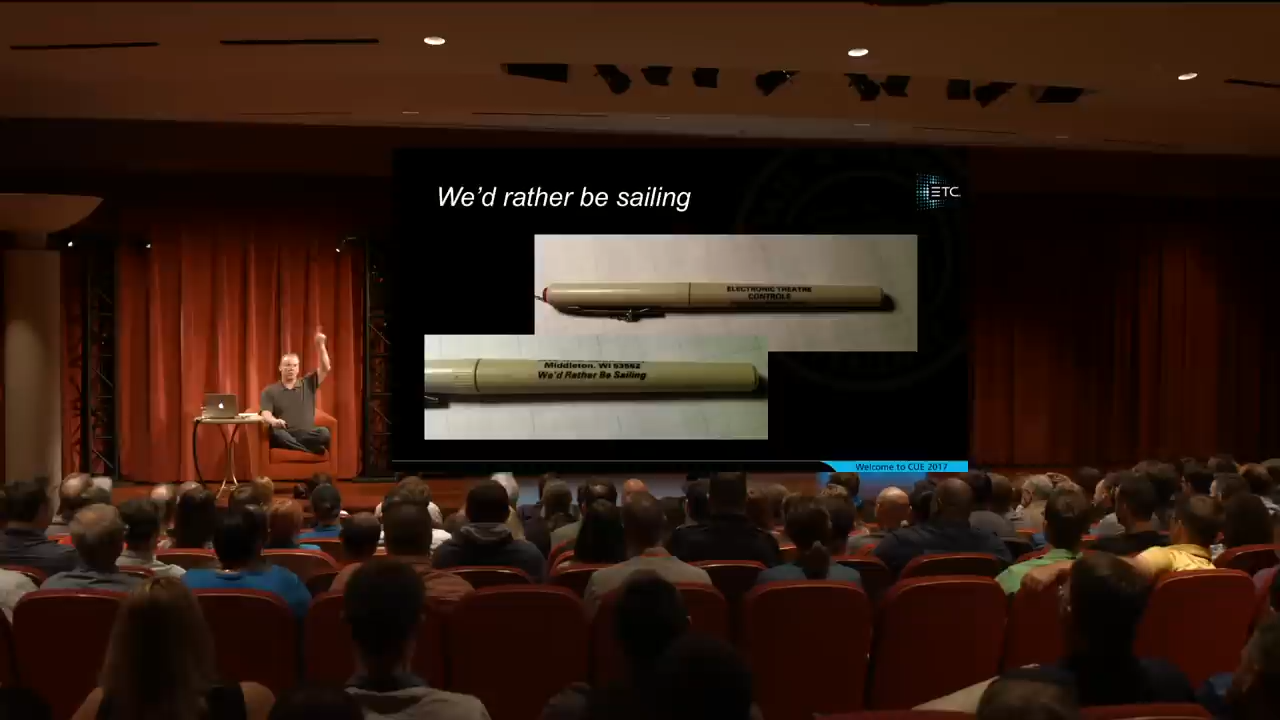 We'd rather be sailing
ETC
ELECTRONIC THEATRE
CONTROLS
Middleton, WI 53562
We'd Rather Be Sailing
Welcome to CUE 2017